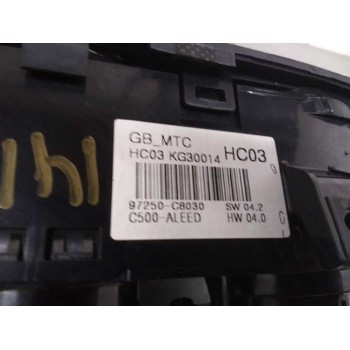 GB_MTC
HC03 KG30014 HC03
97250-C8030 SW 04.2
C500-ALEED HW 04.0